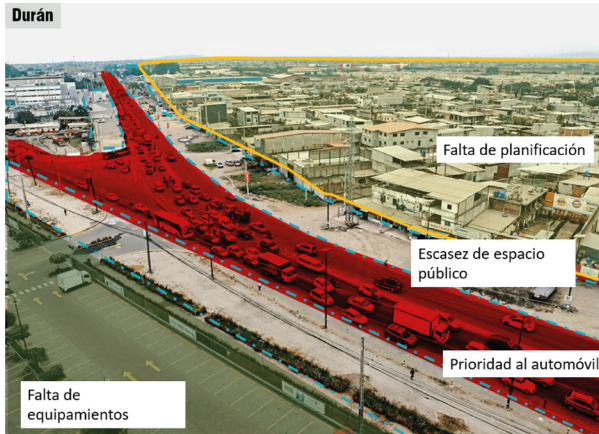 Durán
Falta de planificación
Escasez de espacio
público
Prioridad al automóvil
Falta de
equipamientos